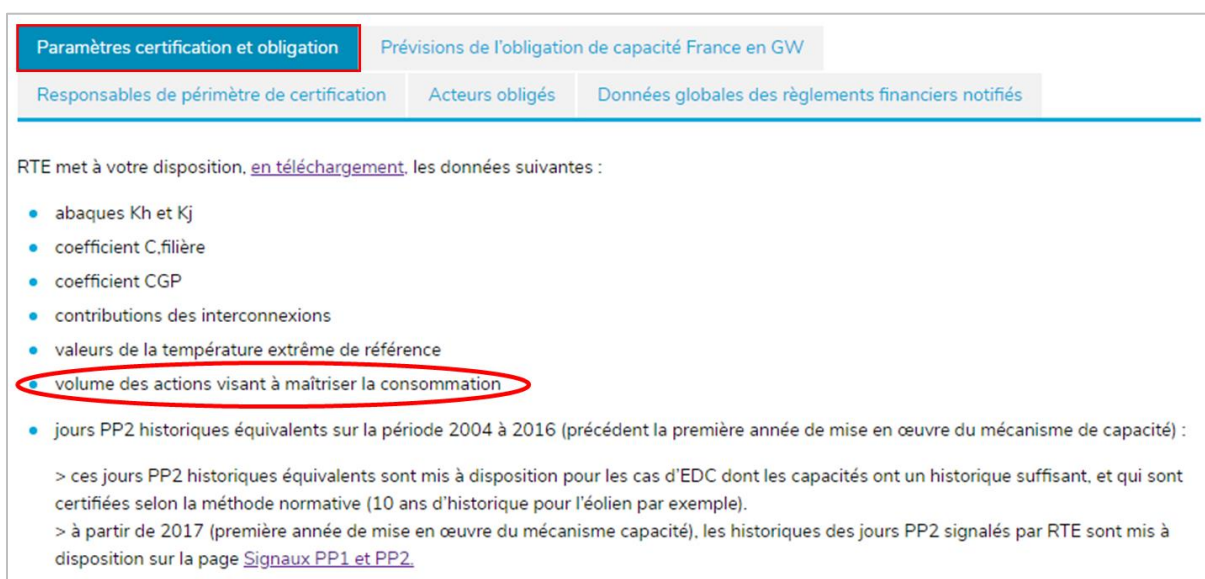 Paramètres certification et obligation
Prévisions de l'obligation de capacité France en GW
Responsables de périmètre de certification
Acteurs obligés
Données globales des règlements financiers notifiés
RTE met à votre disposition, en téléchargement, les données suivantes :
abaques Kh et Kj
coefficient C,filière
coefficient CGP
contributions des interconnexions
valeurs de la température extrême de référence
volume des actions visant à maîtriser la consommation
jours PP2 historiques équivalents sur la période 2004 à 2016 (précédent la première année de mise en œuvre du mécanisme de capacité) :
> ces jours PP2 historiques équivalents sont mis à disposition pour les cas d'EDC dont les capacités ont un historique suffisant, et qui sont
certifiées selon la méthode normative (10 ans d'historique pour l'éolien par exemple).
> à partir de 2017 (première année de mise en œuvre du mécanisme capacité), les historiques des jours PP2 signalés par RTE sont mis à
disposition sur la page Signaux PP1 et PP2.